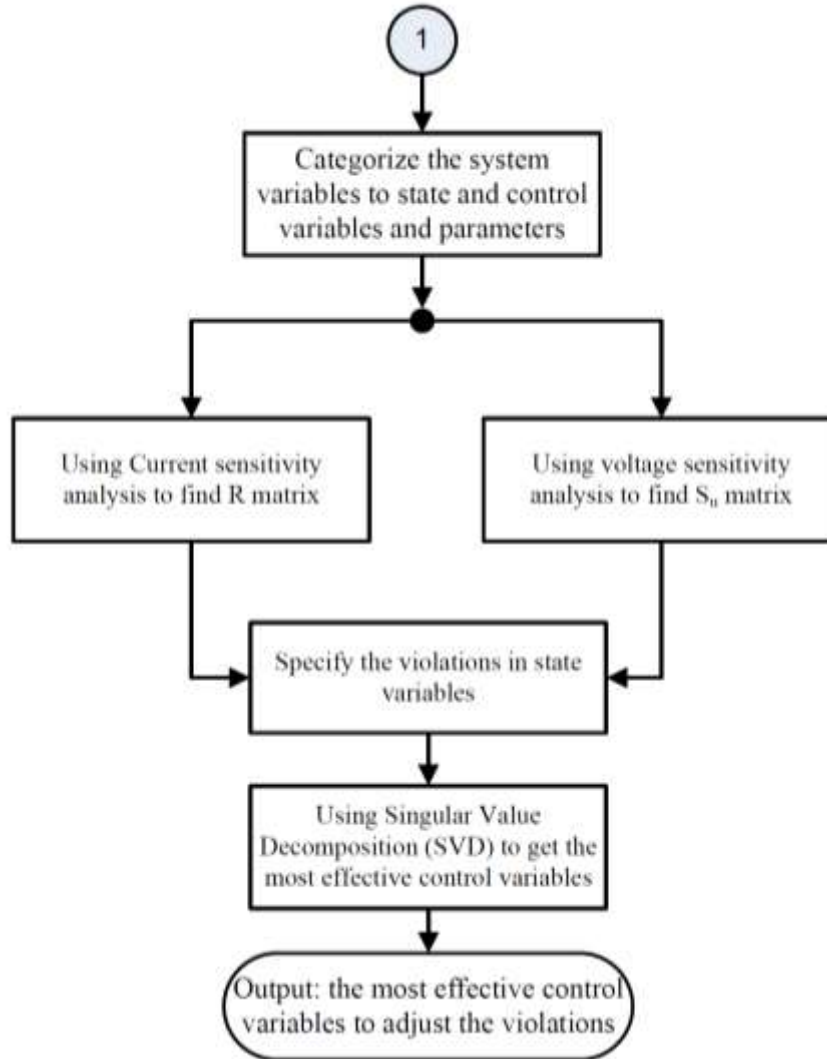 1
Categorize the system
variables to state and control
variables and parameters
Using Current sensitivity
analysis to find R matrix
Using voltage sensitivity
analysis to find Sᵤ matrix
Specify the violations in state
variables
Using Singular Value
Decomposition (SVD) to get the
most effective control variables
Output: the most effective control
variables to adjust the violations